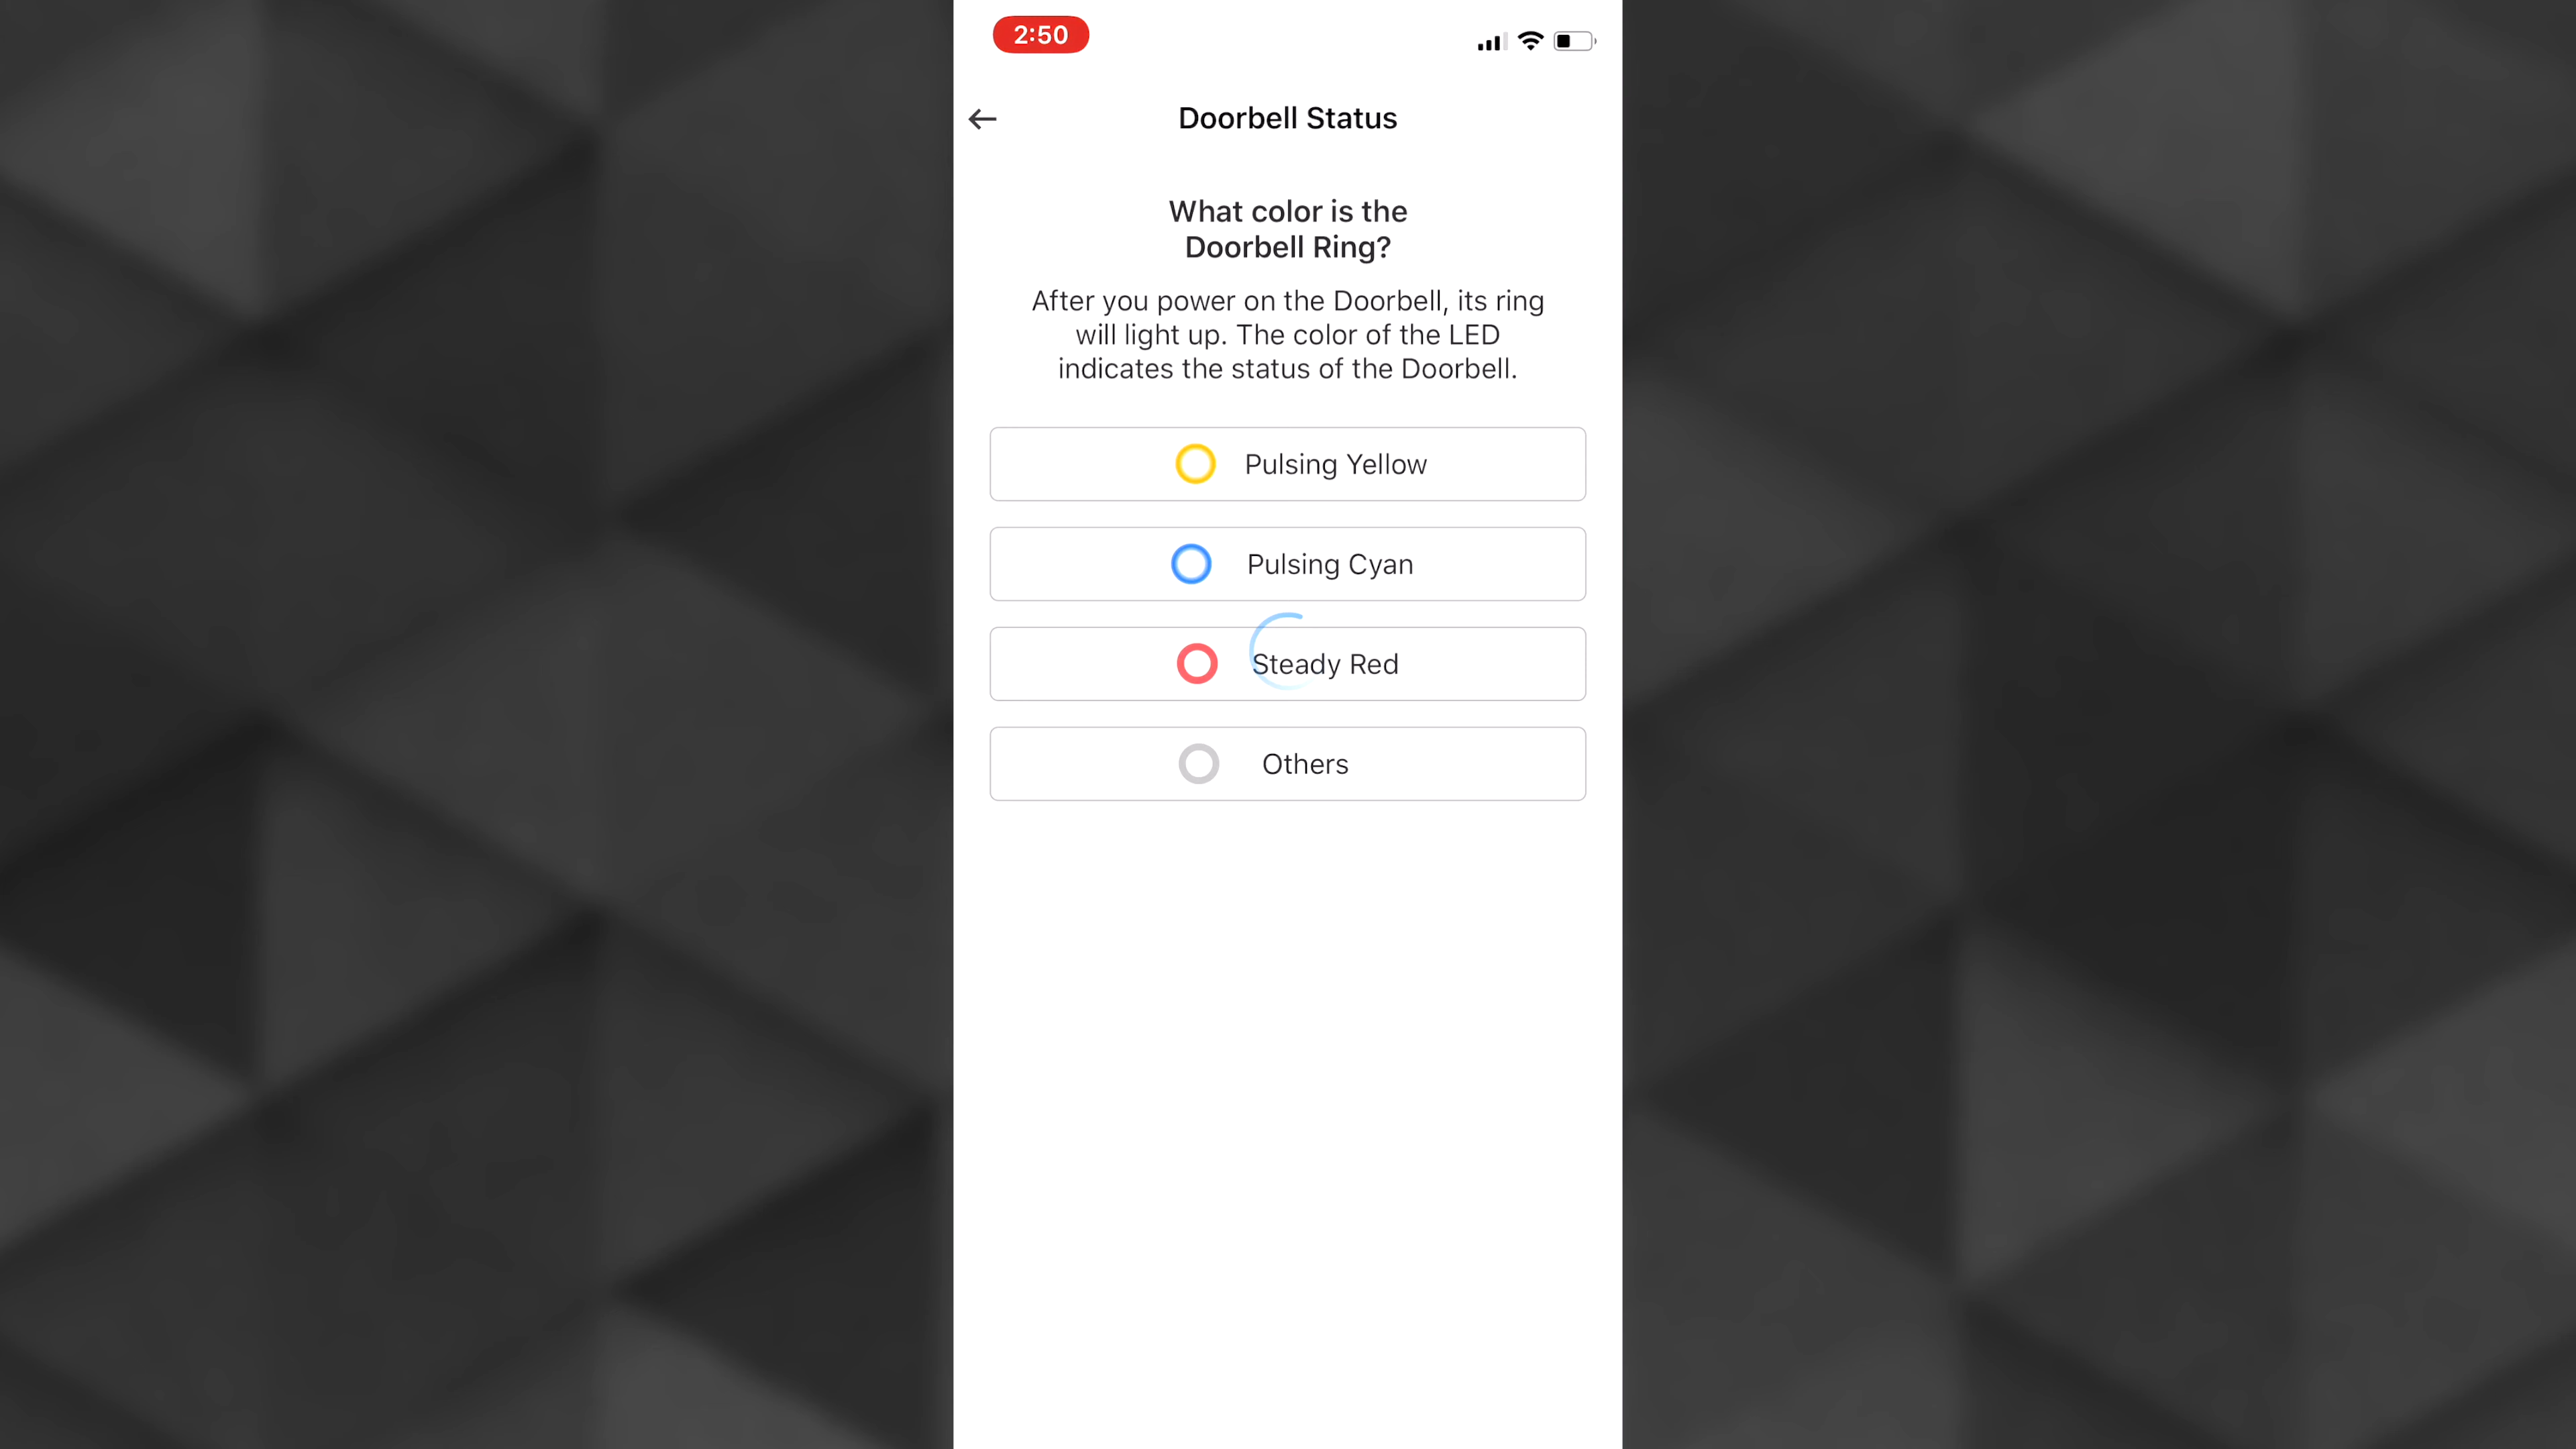 2:50
Doorbell Status
What color is the
Doorbell Ring?
After you power on the Doorbell, its ring
will light up. The color of the LED
indicates the status of the Doorbell.
Pulsing Yellow
Pulsing Cyan
Steady Red
Others